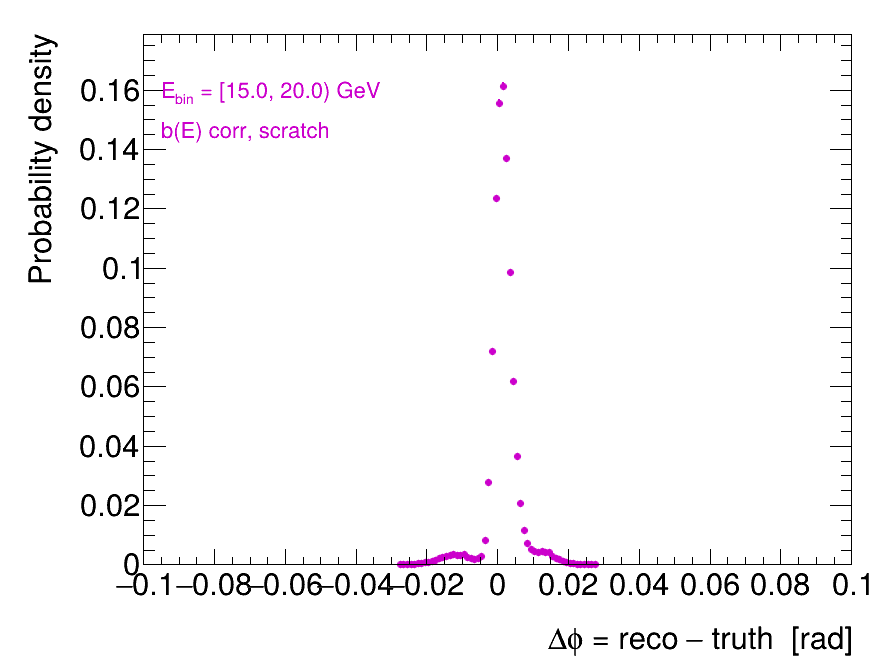 Probability density
0.16
0.14
0.12
0.1
0.08
0.06
0.04
0.02
0
E_bin = [15.0, 20.0) GeV
b(E) corr, scratch
−0.1 −0.08 −0.06 −0.04 −0.02 0 0.02 0.04 0.06 0.08 0.1
Δϕ = reco − truth [rad]